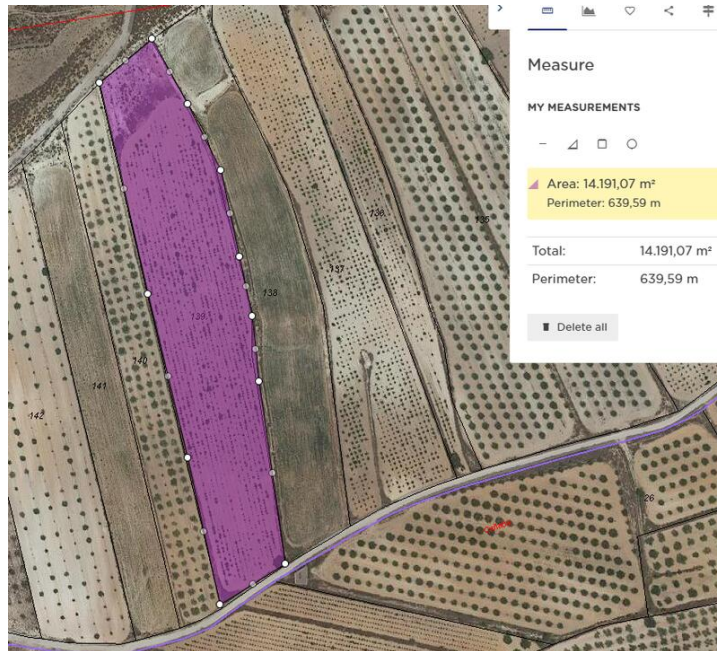 Measure
MY MEASUREMENTS
Area: 14.191,07 m²
Perimeter: 639,59 m
Total: 14.191,07 m²
Perimeter: 639,59 m
Delete all
135
136
137
138
139
140
141
142
26